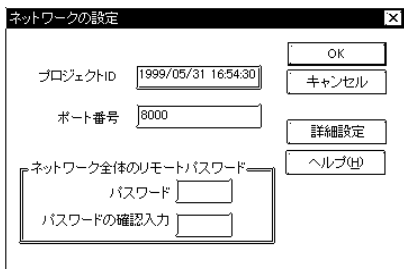 ネットワークの設定
プロジェクトID 1999/05/31 16:54:30
ポート番号 8000
ネットワーク全体のリモートパスワード
パスワード
パスワードの確認入力
OK
キャンセル
詳細設定
ヘルプ(H)